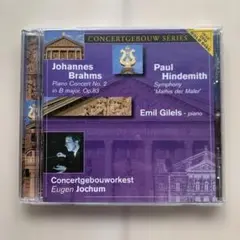 CONCERTGEBOUW SERIES
Johannes
Brahms
Piano Concert No. 2
in B major, Op.83
Paul
Hindemith
Symphony
'Mathis der Maler'
Emil Gilels - piano
Concertgebouworkest
Eugen Jochum